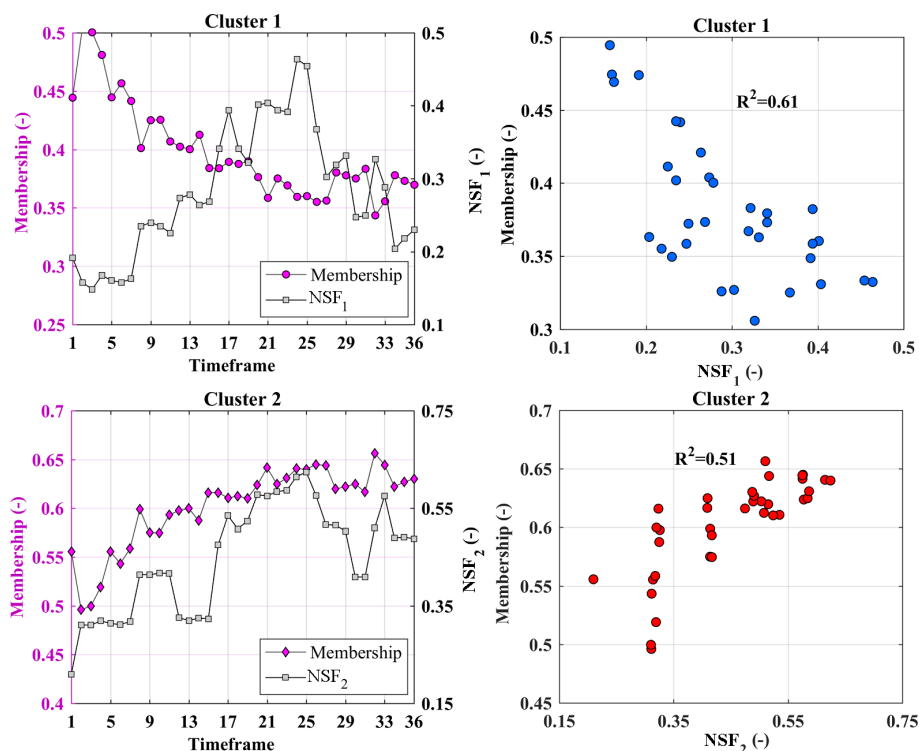 Cluster 1
0.5
0.45
0.4
0.35
0.3
0.25
Membership (-)
0.5
0.4
0.3
0.2
0.1
NSF1 (-)
1 5 9 13 17 21 25 29 33 36
Timeframe
Membership
NSF1
Cluster 1
0.5
0.45
0.4
0.35
0.3
Membership (-)
R2=0.61
0.1 0.2 0.3 0.4 0.5
NSF1 (-)
Cluster 2
0.7
0.65
0.6
0.55
0.5
0.45
0.4
Membership (-)
0.75
0.55
0.35
0.15
NSF2 (-)
1 5 9 13 17 21 25 29 33 36
Timeframe
Membership
NSF2
Cluster 2
0.7
0.65
0.6
0.55
0.5
0.45
Membership (-)
R2=0.51
0.15 0.35 0.55 0.75
NSF2 (-)